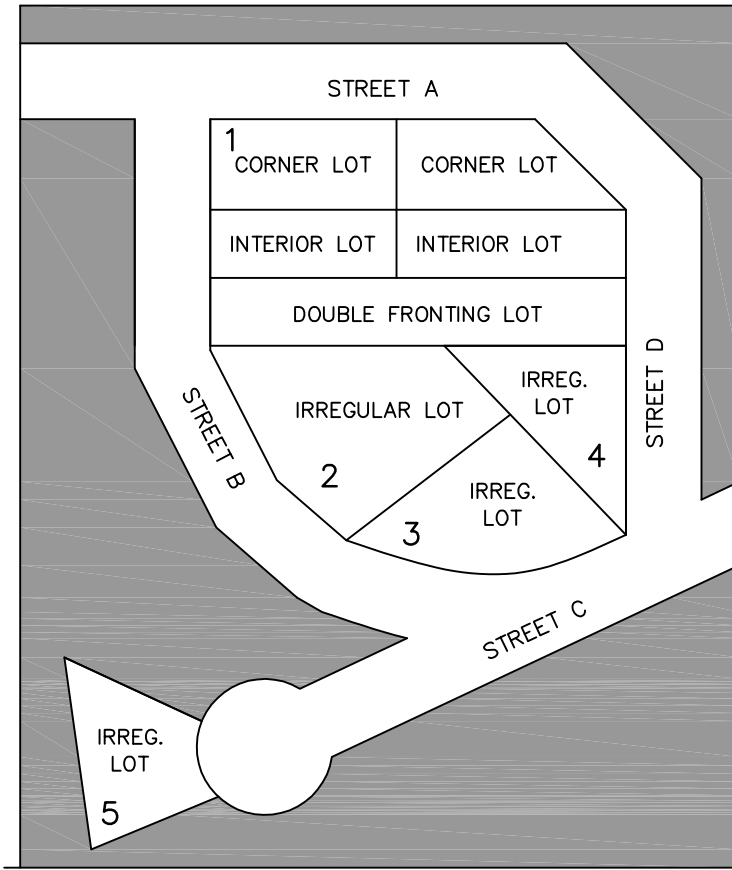 STREET A
1
CORNER LOT
CORNER LOT
INTERIOR LOT
INTERIOR LOT
DOUBLE FRONTING LOT
STREET D
IRREG.
LOT
STREET B
IRREGULAR LOT
4
2
IRREG.
LOT
3
STREET C
IRREG.
LOT
5